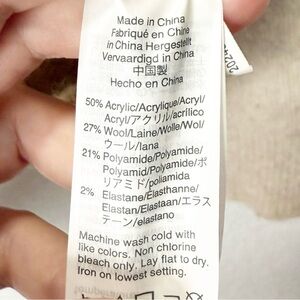 Made in China
Fabriqué en Chine
in China Hergestellt
Vervaardigd in China
中国製
Hecho en China
50% Acrylic/Acrylique/Acryl/
Acryl/アクリル/acrílico
27% Wool/Laine/Wolle/Wol/
ウール/lana
21% Polyamide/Polyamide/
Polyamid/Polyamide/ポ
リアミド/poliamida
2% Elastane/Élasthanne/
Elastan/Elastaan/エラス
テーン/elastano
Machine wash cold with
like colors. Non chlorine
bleach only. Lay flat to dry.
Iron on lowest setting.
2024